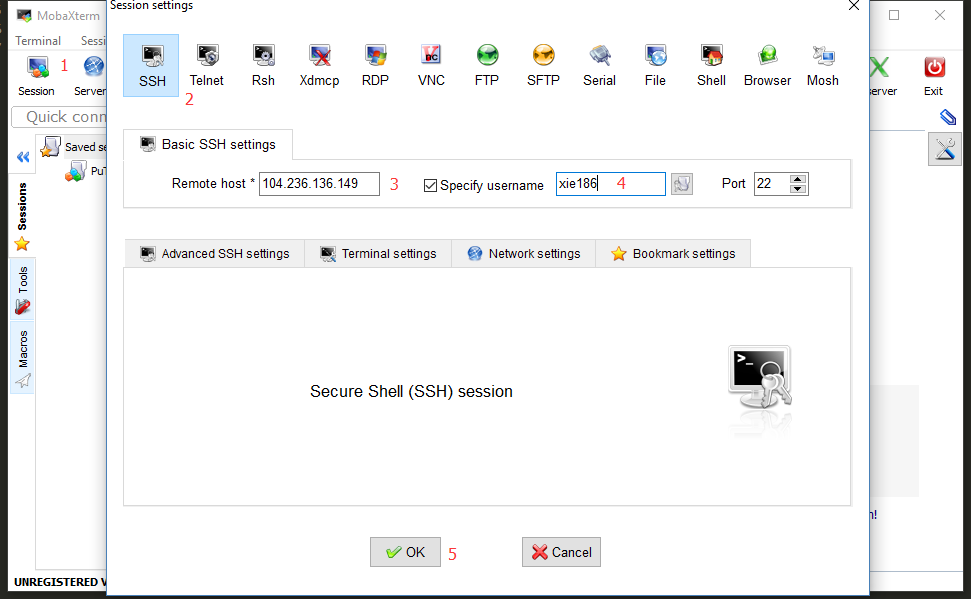 Session settings
MobaXterm
Terminal Sessi
Session 1 Server
server Exit
Quick conn
Saved se
PuT
Sessions
Tools
Macros
SSH Telnet Rsh Xdmcp RDP VNC FTP SFTP Serial File Shell Browser Mosh
2
Basic SSH settings
Remote host * 104.236.136.149 3 Specify username xie186 4 Port 22
Advanced SSH settings Terminal settings Network settings Bookmark settings
Secure Shell (SSH) session
OK 5 Cancel
UNREGISTERED V